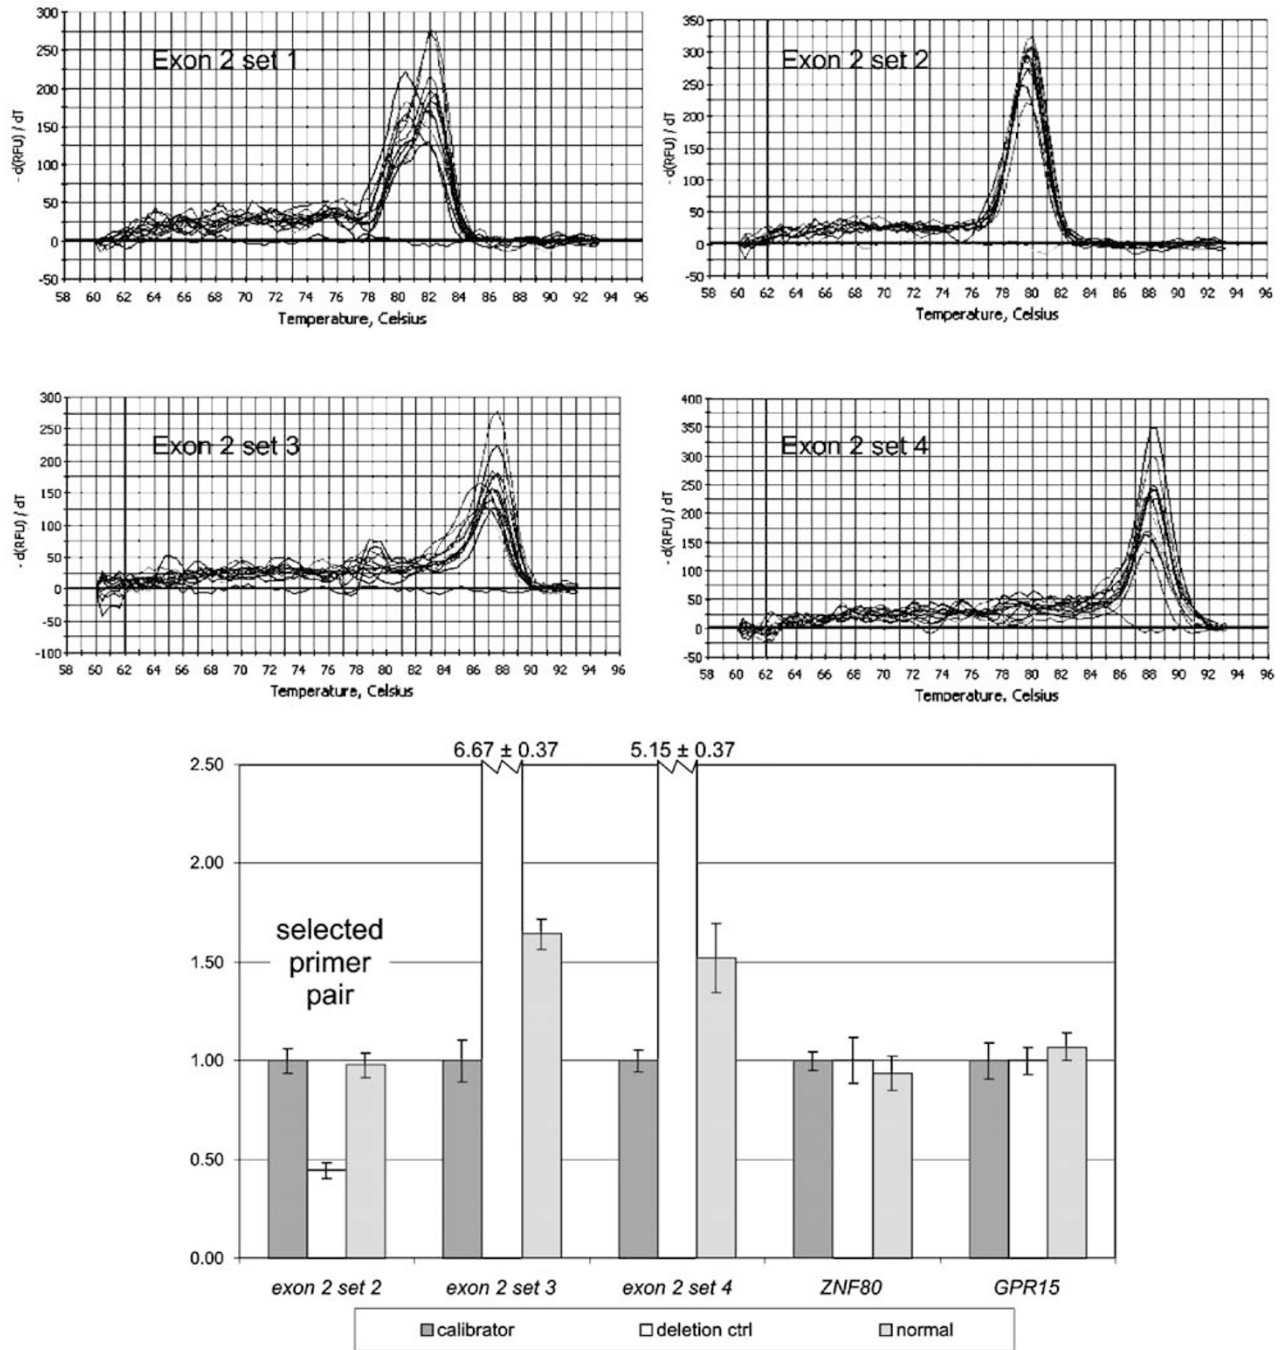 Exon 2 set 1
300
250
200
150
100
50
0
-50
- d(RFU) / dT
58 60 62 64 66 68 70 72 74 76 78 80 82 84 86 88 90 92 94 96
Temperature, Celsius
Exon 2 set 2
350
300
250
200
150
100
50
0
-50
- d(RFU) / dT
58 60 62 64 66 68 70 72 74 76 78 80 82 84 86 88 90 92 94 96
Temperature, Celsius
Exon 2 set 3
300
250
200
150
100
50
0
-50
-100
- d(RFU) / dT
58 60 62 64 66 68 70 72 74 76 78 80 82 84 86 88 90 92 94 96
Temperature, Celsius
Exon 2 set 4
400
350
300
250
200
150
100
50
0
-50
- d(RFU) / dT
58 60 62 64 66 68 70 72 74 76 78 80 82 84 86 88 90 92 94 96
Temperature, Celsius
6.67 ± 0.37 5.15 ± 0.37
2.50
2.00
1.50
1.00
0.50
0.00
selected
primer
pair
exon 2 set 2 exon 2 set 3 exon 2 set 4 ZNF80 GPR15
calibrator deletion ctrl normal